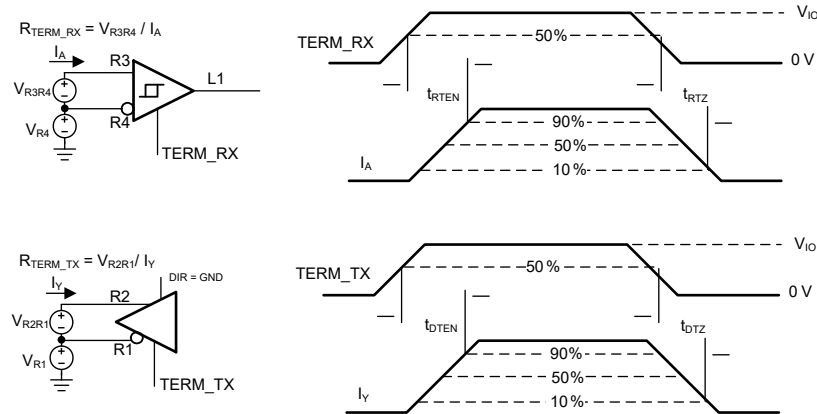 R_TERM_RX = V_R3R4 / I_A
I_A
R3
V_R3R4
+
−
L1
R4
V_R4
+
−
TERM_RX
TERM_RX
50%
V_IO
0 V
t_RTEN
t_RTZ
90%
50%
10%
I_A
R_TERM_TX = V_R2R1/ I_Y
I_Y
DIR = GND
R2
V_R2R1
+
−
R1
V_R1
+
−
TERM_TX
TERM_TX
50%
V_IO
0 V
t_DTEN
t_DTZ
90%
50%
10%
I_Y